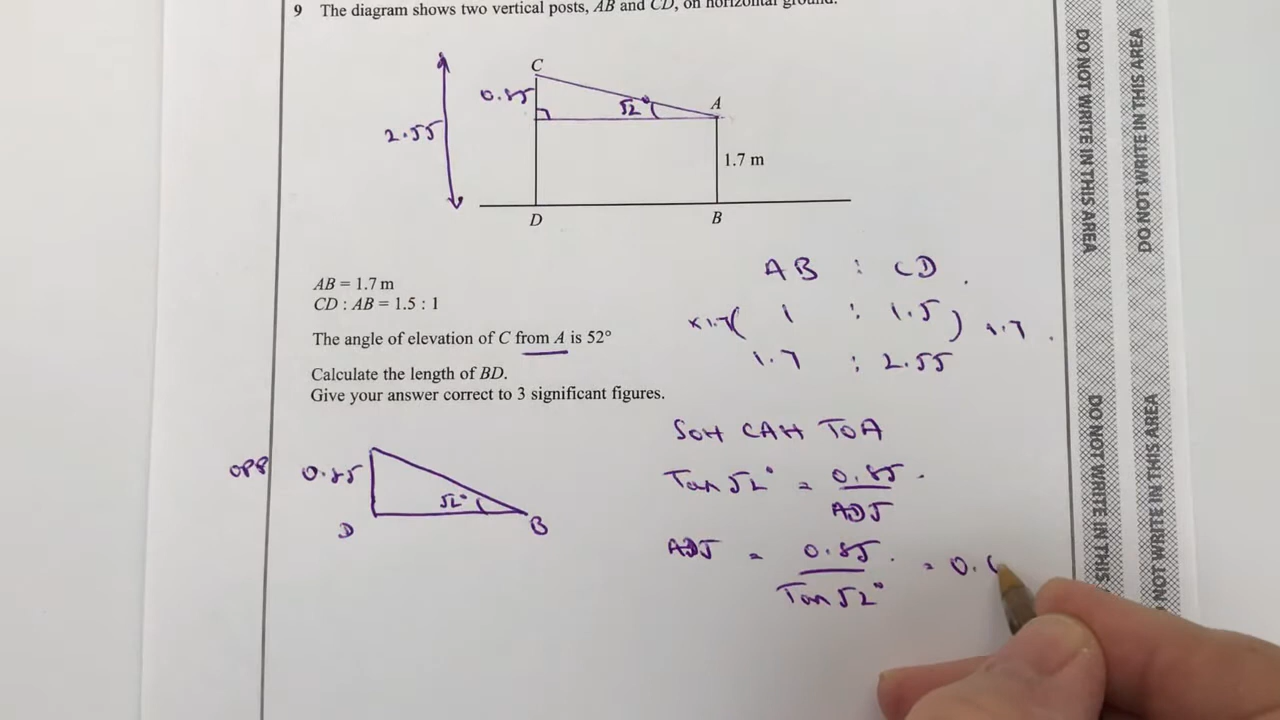 9 The diagram shows two vertical posts, AB and CD, on horizontal ground.
C
0.85
52°
A
2.55
1.7 m
D
B
AB = 1.7 m
CD : AB = 1.5 : 1
The angle of elevation of C from A is 52°
Calculate the length of BD.
Give your answer correct to 3 significant figures.
AB : CD
×1.7 ( 1 : 1.5 ) ×1.7
1.7 : 2.55
SOH CAH TOA
Tan 52° = 0.85
ADJ
ADJ = 0.85 = 0.6
Tan 52°
OPP
0.85
52°
D
B
DO NOT WRITE IN THIS AREA
DO NOT WRITE IN THIS AREA
DO NOT WRITE IN THIS
DO NOT WRITE IN THIS AREA